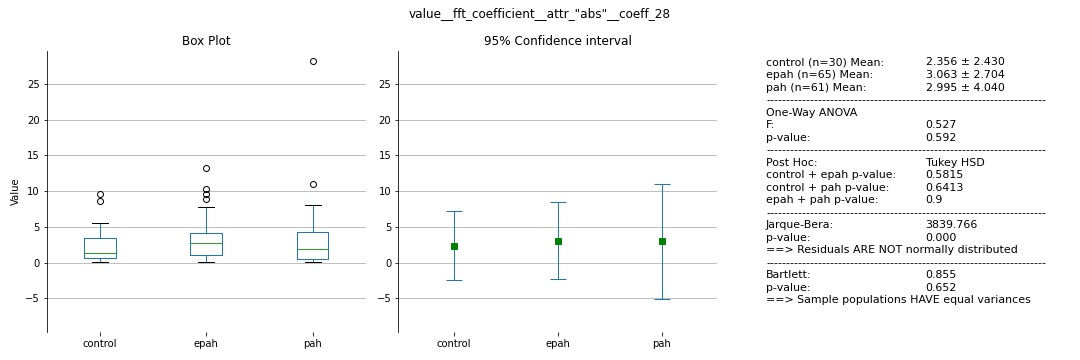 value__fft_coefficient__attr_"abs"__coeff_28
Box Plot
25
20
15
10
5
0
−5
Value
control
epah
pah
95% Confidence interval
25
20
15
10
5
0
−5
control
epah
pah
control (n=30) Mean: 2.356 ± 2.430
epah (n=65) Mean: 3.063 ± 2.704
pah (n=61) Mean: 2.995 ± 4.040
One-Way ANOVA
F: 0.527
p-value: 0.592
Post Hoc: Tukey HSD
control + epah p-value: 0.5815
control + pah p-value: 0.6413
epah + pah p-value: 0.9
Jarque-Bera: 3839.766
p-value: 0.000
==> Residuals ARE NOT normally distributed
Bartlett: 0.855
p-value: 0.652
==> Sample populations HAVE equal variances